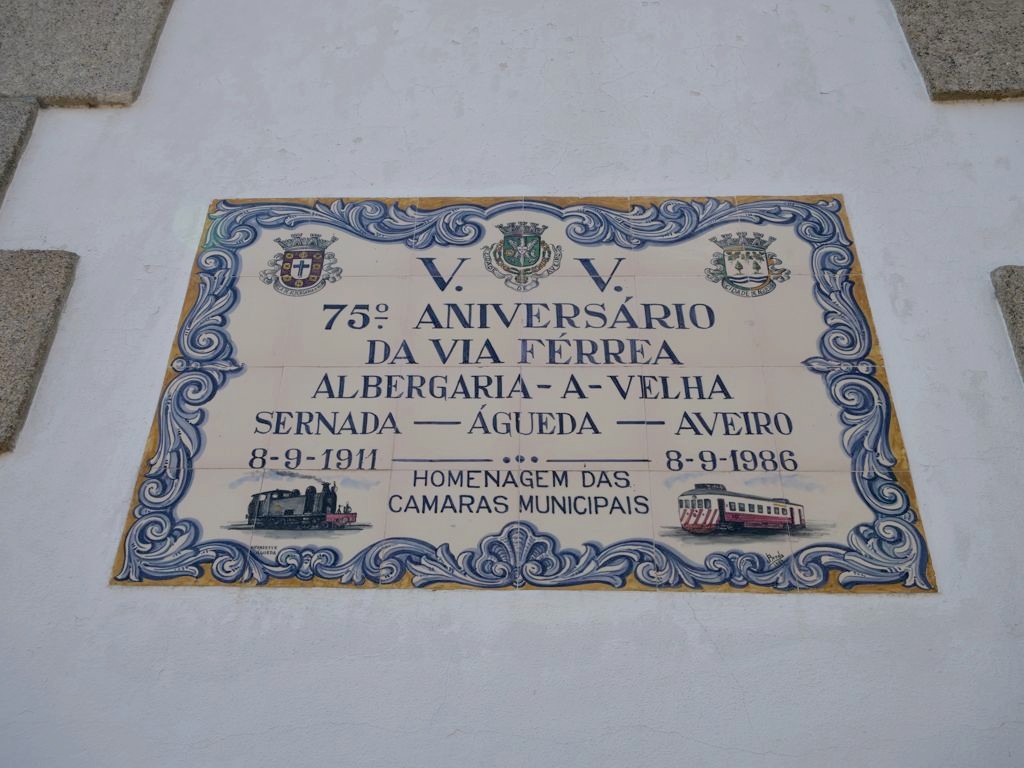 V. V.
75º. ANIVERSÁRIO
DA VIA FÉRREA
ALBERGARIA-A-VELHA
SERNADA — ÁGUEDA — AVEIRO
8-9-1911 8-9-1986
HOMENAGEM DAS
CAMARAS MUNICIPAIS